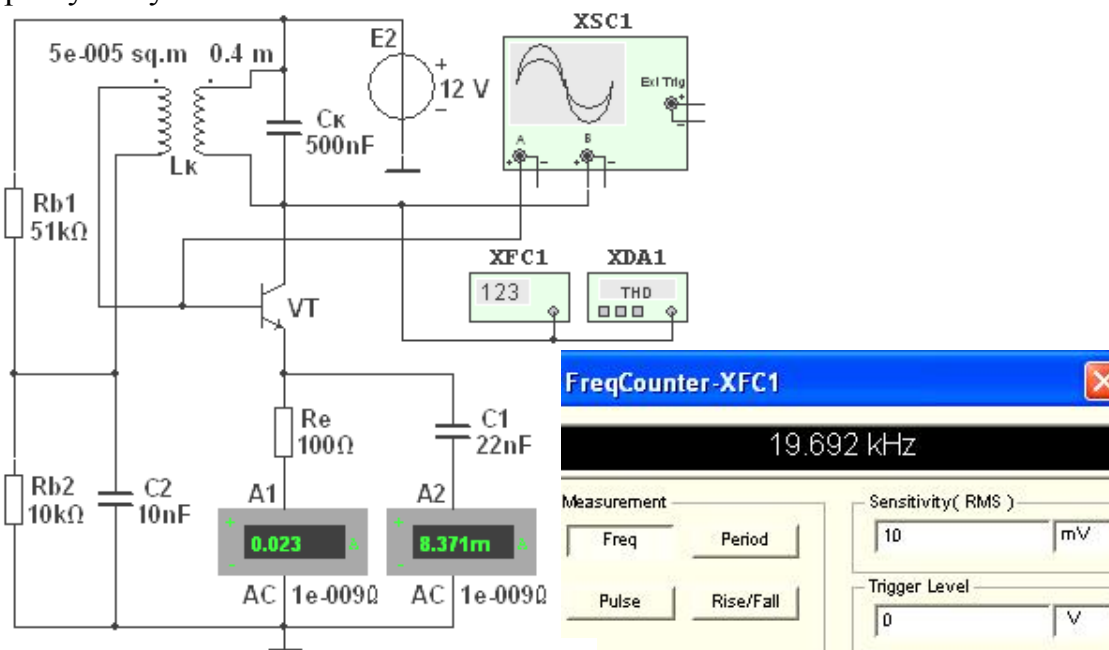 XSC1
E2
5e-005 sq.m 0.4 m
Ext Trig
+
12 V
Cк
500nF
A
B
Lк
Rb1
51kΩ
XFC1
XDA1
123
THD
VT
FreqCounter-XFC1
Re
100Ω
C1
22nF
19.692 kHz
Rb2
10kΩ
C2
10nF
A1
A2
Measurement
Sensitivity( RMS )
0.023 A
8.371m A
Freq
Period
10
mV
AC 1e-009Ω
AC 1e-009Ω
Pulse
Rise/Fall
Trigger Level
0
V